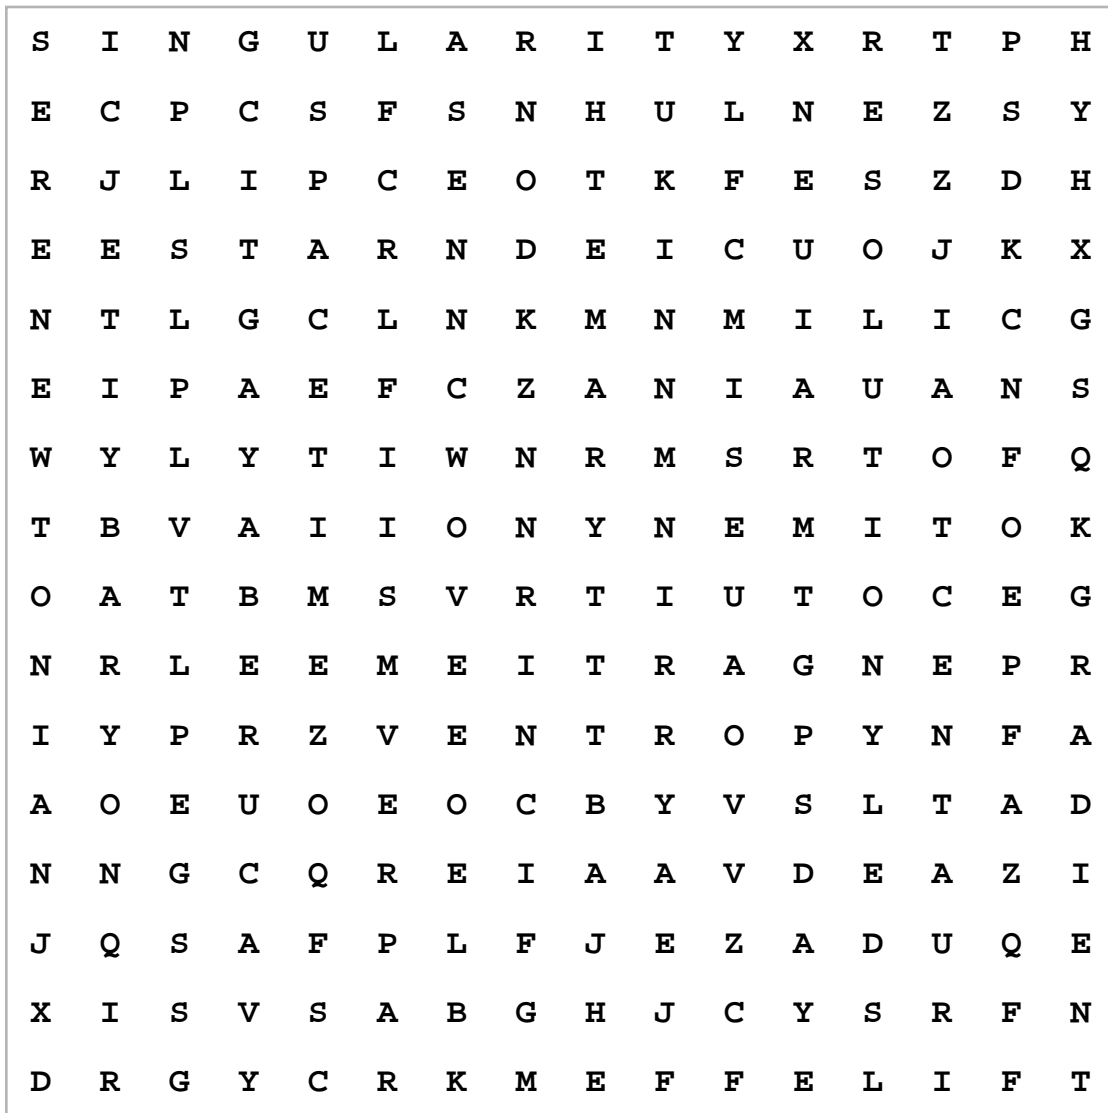 S I N G U L A R I T Y X R T P H
E C P C S F S N H U L N E Z S Y
R J L I P C E O T K F E S Z D H
E E S T A R N D E I C U O J K X
N T L G C L N K M N M I L I C G
E I P A E F C Z A N I A U A N S
W Y L Y T I W N R M S R T O F Q
T B V A I I O N Y N E M I T O K
O A T B M S V R T I U T O C E G
N R L E E M E I T R A G N E P R
I Y P R Z V E N T R O P Y N F A
A O E U O E O C B Y V S L T A D
N N G C Q R E I A A V D E A Z I
J Q S A F P L F J E Z A D U Q E
X I S V S A B G H J C Y S R F N
D R G Y C R K M E F F E L I F T